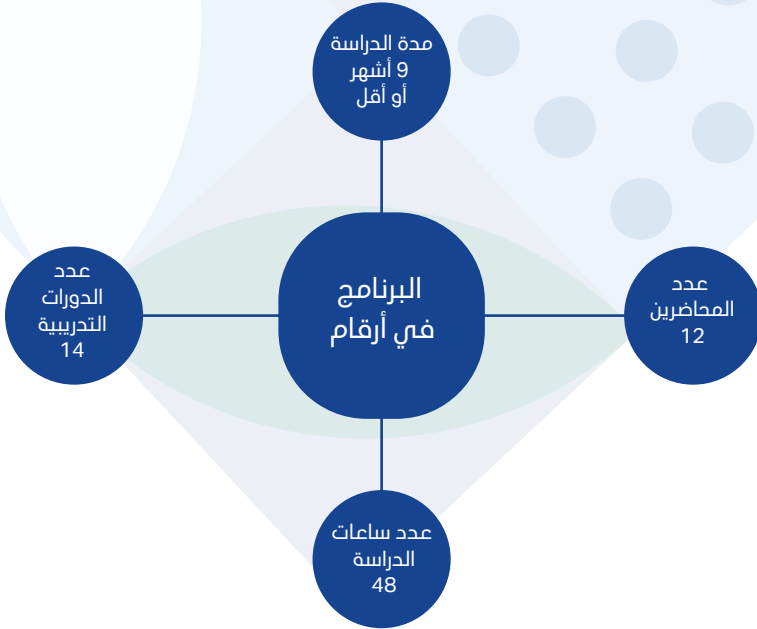 مدة الدراسة
9 أشهر
أو أقل
عدد
المحاضرين
12
البرنامج
في أرقام
عدد
الدورات
التدريبية
14
عدد ساعات
الدراسة
48